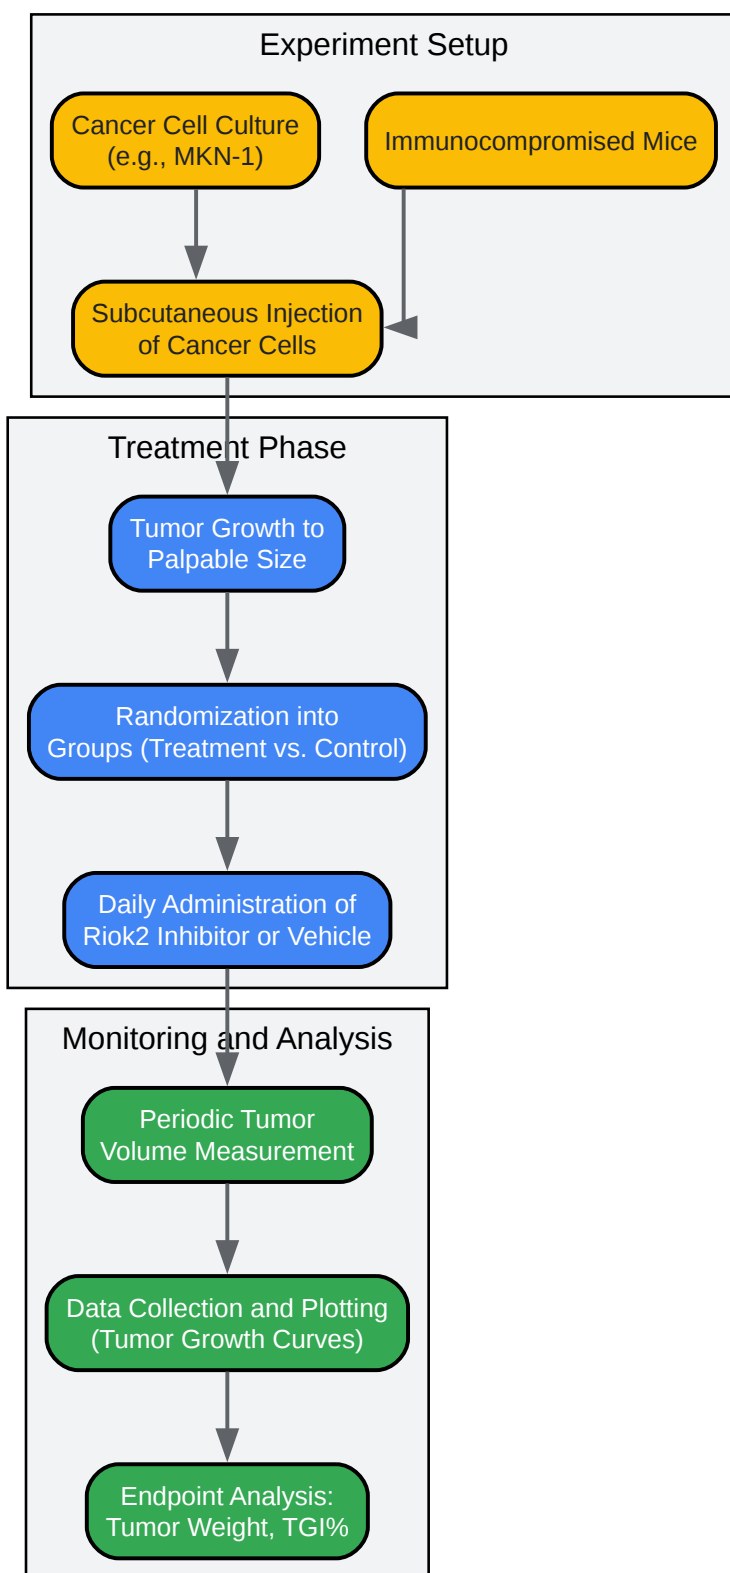 Experiment Setup
Cancer Cell Culture
(e.g., MKN-1)
Immunocompromised Mice
Subcutaneous Injection
of Cancer Cells
Treatment Phase
Tumor Growth to
Palpable Size
Randomization into
Groups (Treatment vs. Control)
Daily Administration of
Riok2 Inhibitor or Vehicle
Monitoring and Analysis
Periodic Tumor
Volume Measurement
Data Collection and Plotting
(Tumor Growth Curves)
Endpoint Analysis:
Tumor Weight, TGI%